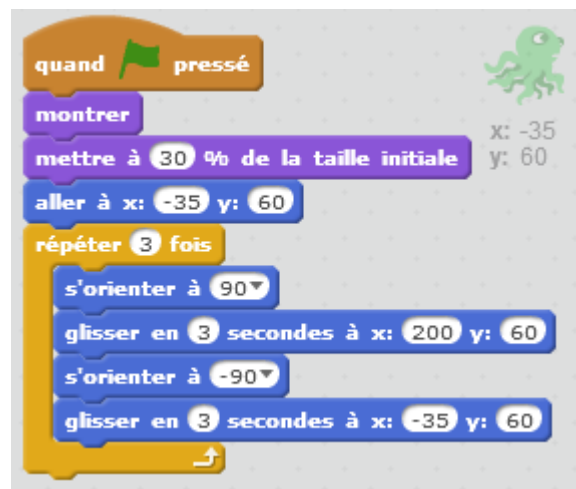 quand pressé
montrer
mettre à 30 % de la taille initiale
aller à x: -35 y: 60
répéter 3 fois
s'orienter à 90
glisser en 3 secondes à x: 200 y: 60
s'orienter à -90
glisser en 3 secondes à x: -35 y: 60
x: -35
y: 60